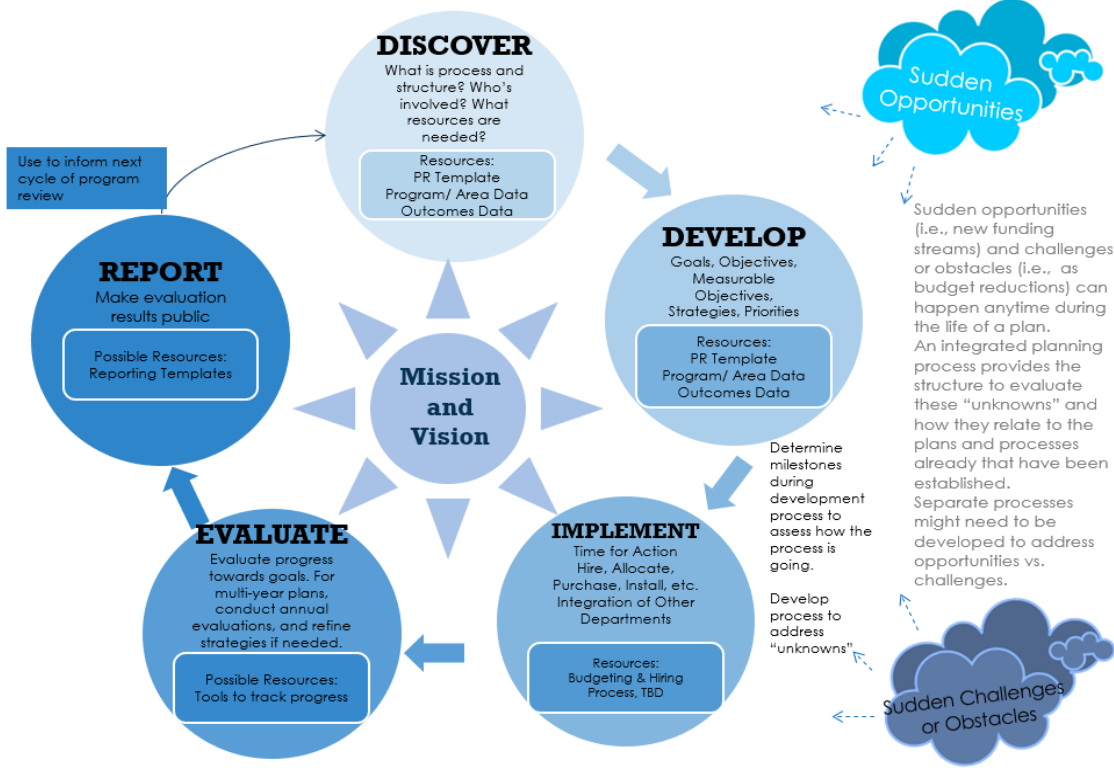 DISCOVER
What is process and
structure? Who's
involved? What
resources are
needed?
Resources:
PR Template
Program/ Area Data
Outcomes Data
DEVELOP
Goals, Objectives,
Measurable
Objectives,
Strategies, Priorities
Resources:
PR Template
Program/ Area Data
Outcomes Data
Determine
milestones
during
development
process to
assess how the
process is
going.
Develop
process to
address
“unknowns”
IMPLEMENT
Time for Action
Hire, Allocate,
Purchase, Install, etc.
Integration of Other
Departments
Resources:
Budgeting & Hiring
Process, TBD
EVALUATE
Evaluate progress
towards goals. For
multi-year plans,
conduct annual
evaluations, and refine
strategies if needed.
Possible Resources:
Tools to track progress
REPORT
Make evaluation
results public
Possible Resources:
Reporting Templates
Use to inform next
cycle of program
review
Mission
and
Vision
Sudden
Opportunities
Sudden opportunities
(i.e., new funding
streams) and challenges
or obstacles (i.e.,  as
budget reductions) can
happen anytime during
the life of a plan.
An integrated planning
process provides the
structure to evaluate
these “unknowns” and
how they relate to the
plans and processes
already that have been
established.
Separate processes
might need to be
developed to address
opportunities vs.
challenges.
Sudden Challenges
or Obstacles